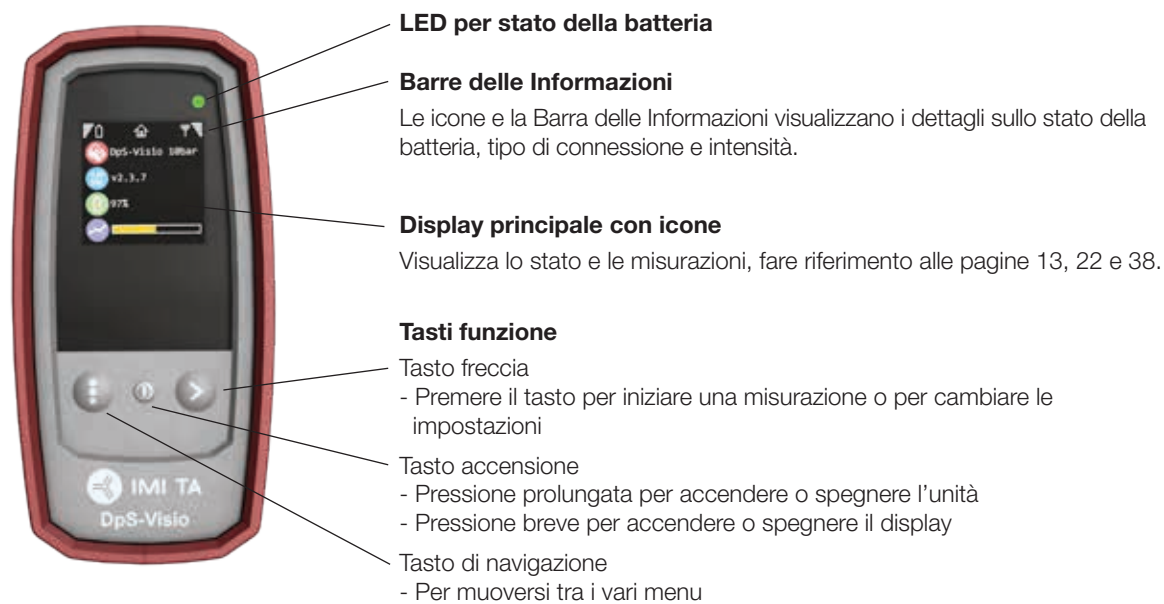 LED per stato della batteria
Barre delle Informazioni
Le icone e la Barra delle Informazioni visualizzano i dettagli sullo stato della
batteria, tipo di connessione e intensità.
DpS-Visio 10bar
v2.3.7
97%
Display principale con icone
Visualizza lo stato e le misurazioni, fare riferimento alle pagine 13, 22 e 38.
Tasti funzione
Tasto freccia
- Premere il tasto per iniziare una misurazione o per cambiare le
impostazioni
Tasto accensione
- Pressione prolungata per accendere o spegnere l'unità
- Pressione breve per accendere o spegnere il display
Tasto di navigazione
- Per muoversi tra i vari menu
IMI TA
DpS-Visio